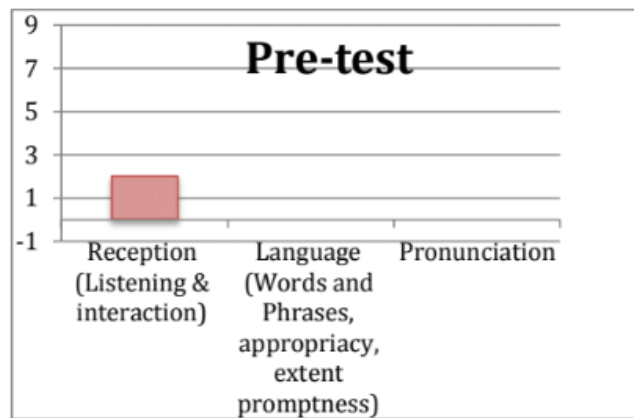 Pre-test
9
7
5
3
1
-1
Reception
(Listening &
interaction)
Language
(Words and
Phrases,
appropriacy,
extent
promptness)
Pronunciation